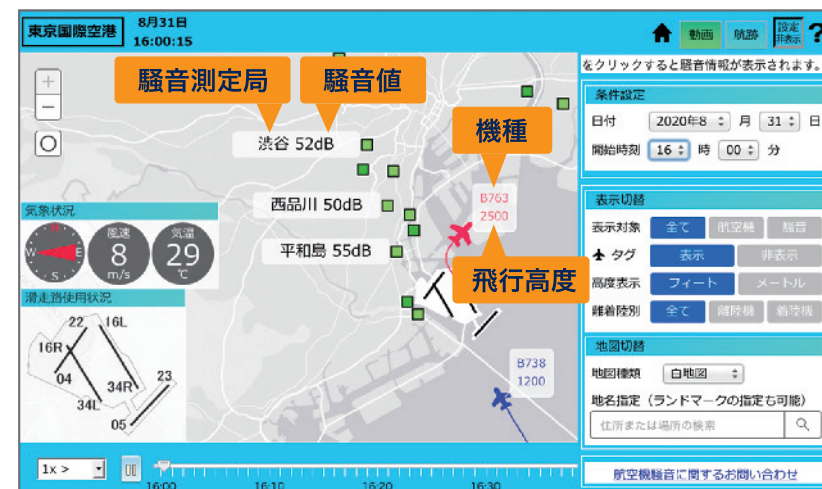 東京国際空港
8月31日
16:00:15
動画
航跡
設定
非表示
?
をクリックすると騒音情報が表示されます。
騒音測定局
騒音値
渋谷 52dB
西品川 50dB
平和島 55dB
機種
B763
2500
飛行高度
B738
1200
気象状況
N
W
E
S
風速
8
m/s
気温
29
℃
滑走路使用状況
22
16L
16R
04
34R
23
34L
05
条件設定
日付 2020年8 月 31 日
開始時刻 16 時 00 分
表示切替
表示対象 全て 航空機 騒音
タグ 表示 非表示
高度表示 フィート メートル
離着陸別 全て 離陸機 着陸機
地図切替
地図種類 白地図
地名指定(ランドマークの指定も可能)
住所または場所の検索
航空機騒音に関するお問い合わせ
1x >
16:00
16:10
16:20
16:30